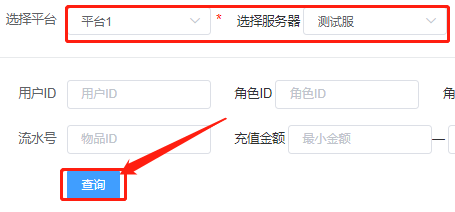 选择平台 平台1 * 选择服务器 测试服
用户ID 用户ID 角色ID 角色ID 角
流水号 物品ID 充值金额 最小金额 —
查询